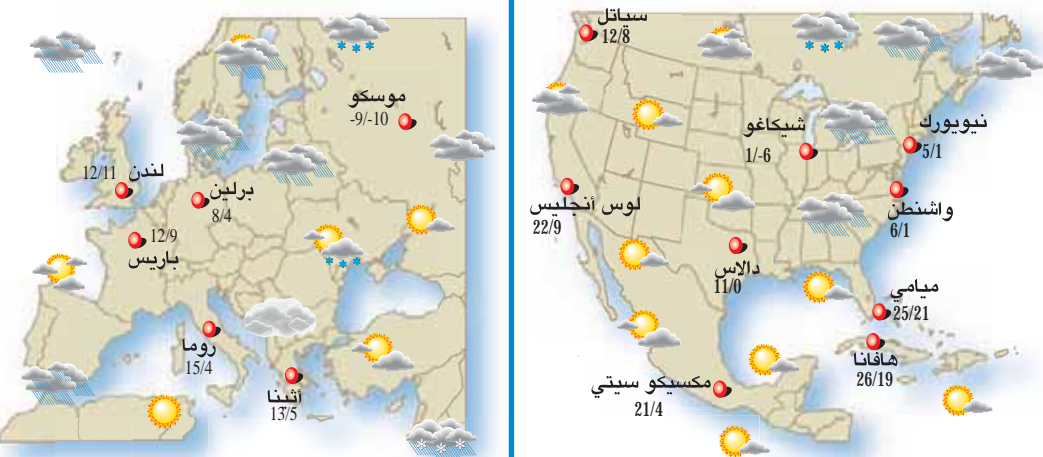 سياتل
12/8
نيويورك
5/1
شيكاغو
1/-6
واشنطن
6/1
لوس أنجليس
22/9
دالاس
11/0
ميامي
25/21
هافانا
26/19
مكسيكو سيتي
21/4
موسكو
-9/-10
لندن
12/11
برلين
8/4
12/9
باريس
روما
15/4
أثينا
13/5